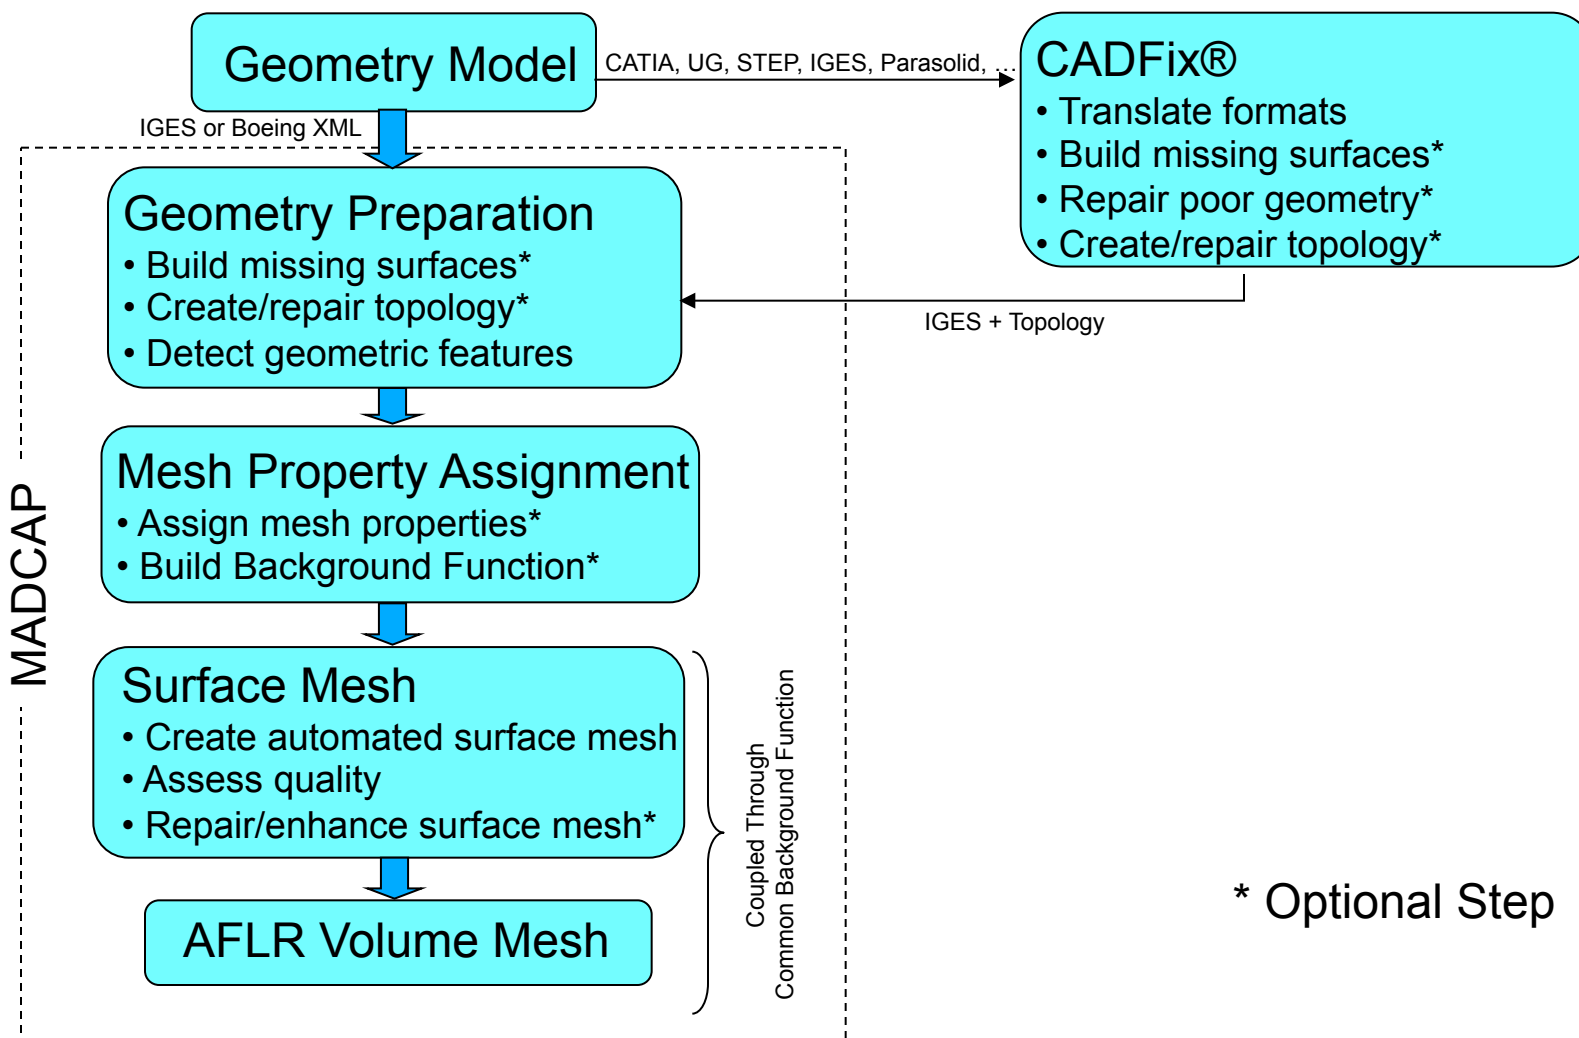 Geometry Model
CATIA, UG, STEP, IGES, Parasolid, …
CADFix®
• Translate formats
• Build missing surfaces*
• Repair poor geometry*
• Create/repair topology*
IGES or Boeing XML
Geometry Preparation
• Build missing surfaces*
• Create/repair topology*
• Detect geometric features
IGES + Topology
Mesh Property Assignment
• Assign mesh properties*
• Build Background Function*
MADCAP
Surface Mesh
• Create automated surface mesh
• Assess quality
• Repair/enhance surface mesh*
Coupled Through
Common Background Function
AFLR Volume Mesh
* Optional Step